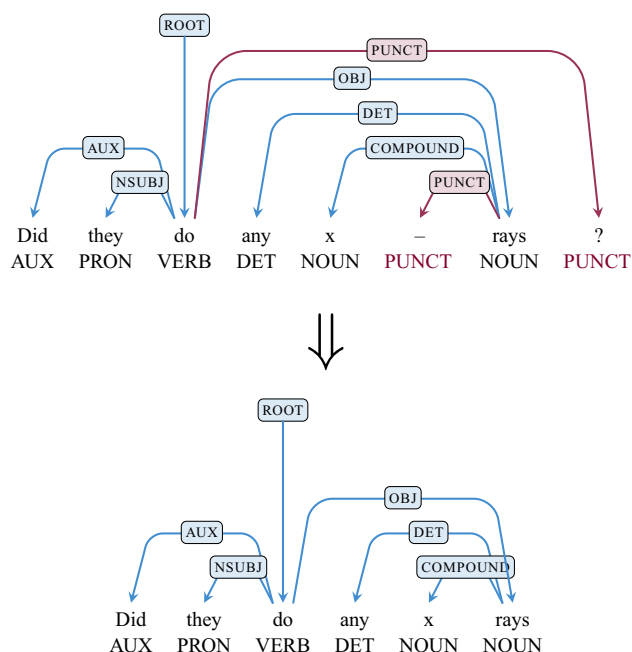 ROOT
PUNCT
OBJ
DET
AUX COMPOUND
NSUBJ PUNCT
Did they do any x – rays ?
AUX PRON VERB DET NOUN PUNCT NOUN PUNCT
ROOT
OBJ
AUX DET
NSUBJ COMPOUND
Did they do any x rays
AUX PRON VERB DET NOUN NOUN